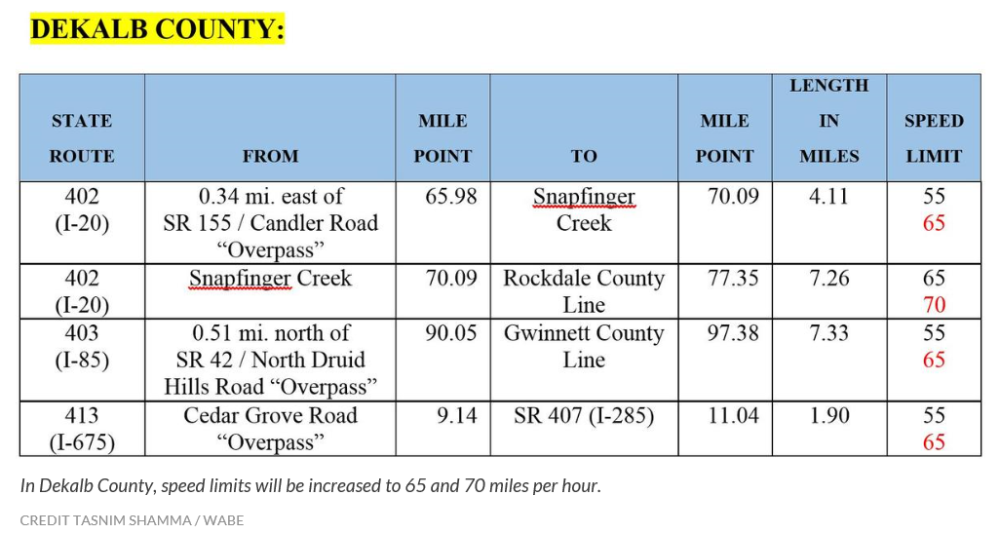 DEKALB COUNTY:
STATE ROUTE | FROM | MILE POINT | TO | MILE POINT | LENGTH IN MILES | SPEED LIMIT
402 (I-20) | 0.34 mi. east of SR 155 / Candler Road “Overpass” | 65.98 | Snapfinger Creek | 70.09 | 4.11 | 55 65
402 (I-20) | Snapfinger Creek | 70.09 | Rockdale County Line | 77.35 | 7.26 | 65 70
403 (I-85) | 0.51 mi. north of SR 42 / North Druid Hills Road “Overpass” | 90.05 | Gwinnett County Line | 97.38 | 7.33 | 55 65
413 (I-675) | Cedar Grove Road “Overpass” | 9.14 | SR 407 (I-285) | 11.04 | 1.90 | 55 65
In Dekalb County, speed limits will be increased to 65 and 70 miles per hour.
CREDIT TASNIM SHAMMA / WABE